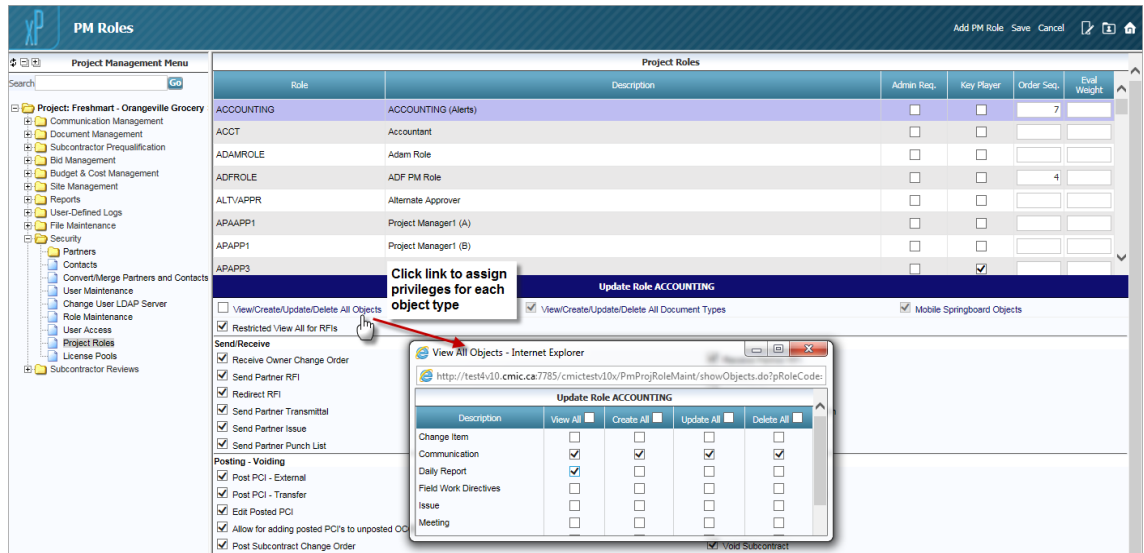 xP
PM Roles
Add PM Role Save Cancel
Project Management Menu
Project Roles
Search Go
Role Description Admin Req. Key Player Order Seq. Eval Weight
Project: Freshmart - Orangeville Grocery
Communication Management
Document Management
Subcontractor Prequalification
Bid Management
Budget & Cost Management
Site Management
Reports
User-Defined Logs
File Maintenance
Security
Partners
Contacts
Convert/Merge Partners and Contacts
User Maintenance
Change User LDAP Server
Role Maintenance
User Access
Project Roles
License Pools
Subcontractor Reviews
ACCOUNTING ACCOUNTING (Alerts) 7
ACCT Accountant
ADAMROLE Adam Role
ADFROLE ADF PM Role 4
ALTVAPPR Alternate Approver
APAAPP1 Project Manager1 (A)
APAPP1 Project Manager1 (B)
APAPP3
Click link to assign
privileges for each
object type
Update Role ACCOUNTING
View/Create/Update/Delete All Objects View/Create/Update/Delete All Document Types Mobile Springboard Objects
Restricted View All for RFIs
Send/Receive
Receive Owner Change Order
Send Partner RFI
Redirect RFI
Send Partner Transmittal
Send Partner Issue
Send Partner Punch List
Posting - Voiding
Post PCI - External
Post PCI - Transfer
Edit Posted PCI
Allow for adding posted PCI's to unposted OC
Post Subcontract Change Order Void Subcontract
View All Objects - Internet Explorer
http://test4v10.cmic.ca:7785/cmictestv10x/PmProjRoleMaint/showObjects.do?pRoleCode=
Update Role ACCOUNTING
Description View All Create All Update All Delete All
Change Item
Communication
Daily Report
Field Work Directives
Issue
Meeting